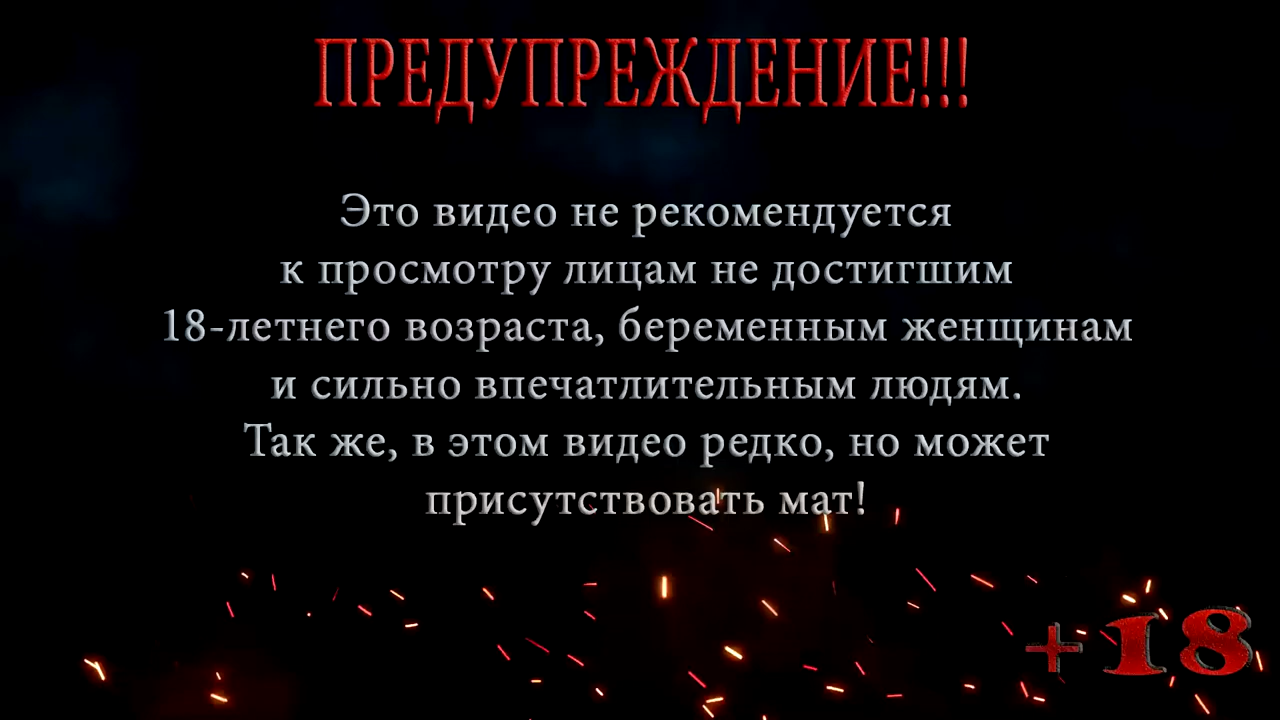 ПРЕДУПРЕЖДЕНИЕ!!!
Это видео не рекомендуется
к просмотру лицам не достигшим
18-летнего возраста, беременным женщинам
и сильно впечатлительным людям.
Так же, в этом видео редко, но может
присутствовать мат!
+18